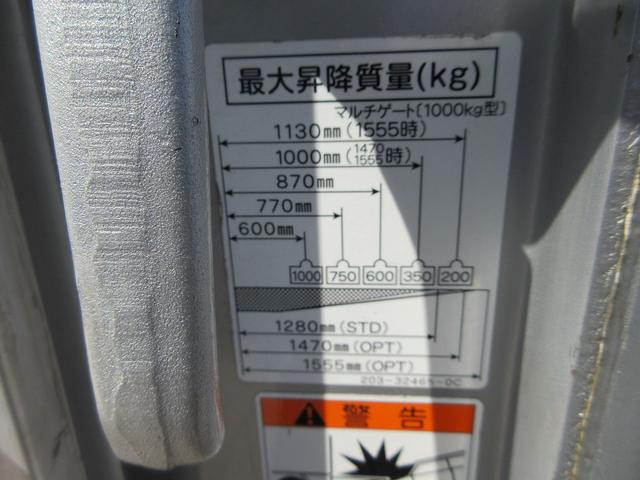 最大昇降質量(kg)
マルチゲート〔1000kg型〕
1130mm(1555時)
1000mm(1470 1555時)
870mm
770mm
600mm
1000 750 600 350 200
1280mm(STD)
1470mm(OPT)
1555mm(OPT)
203-32465-0C
警告